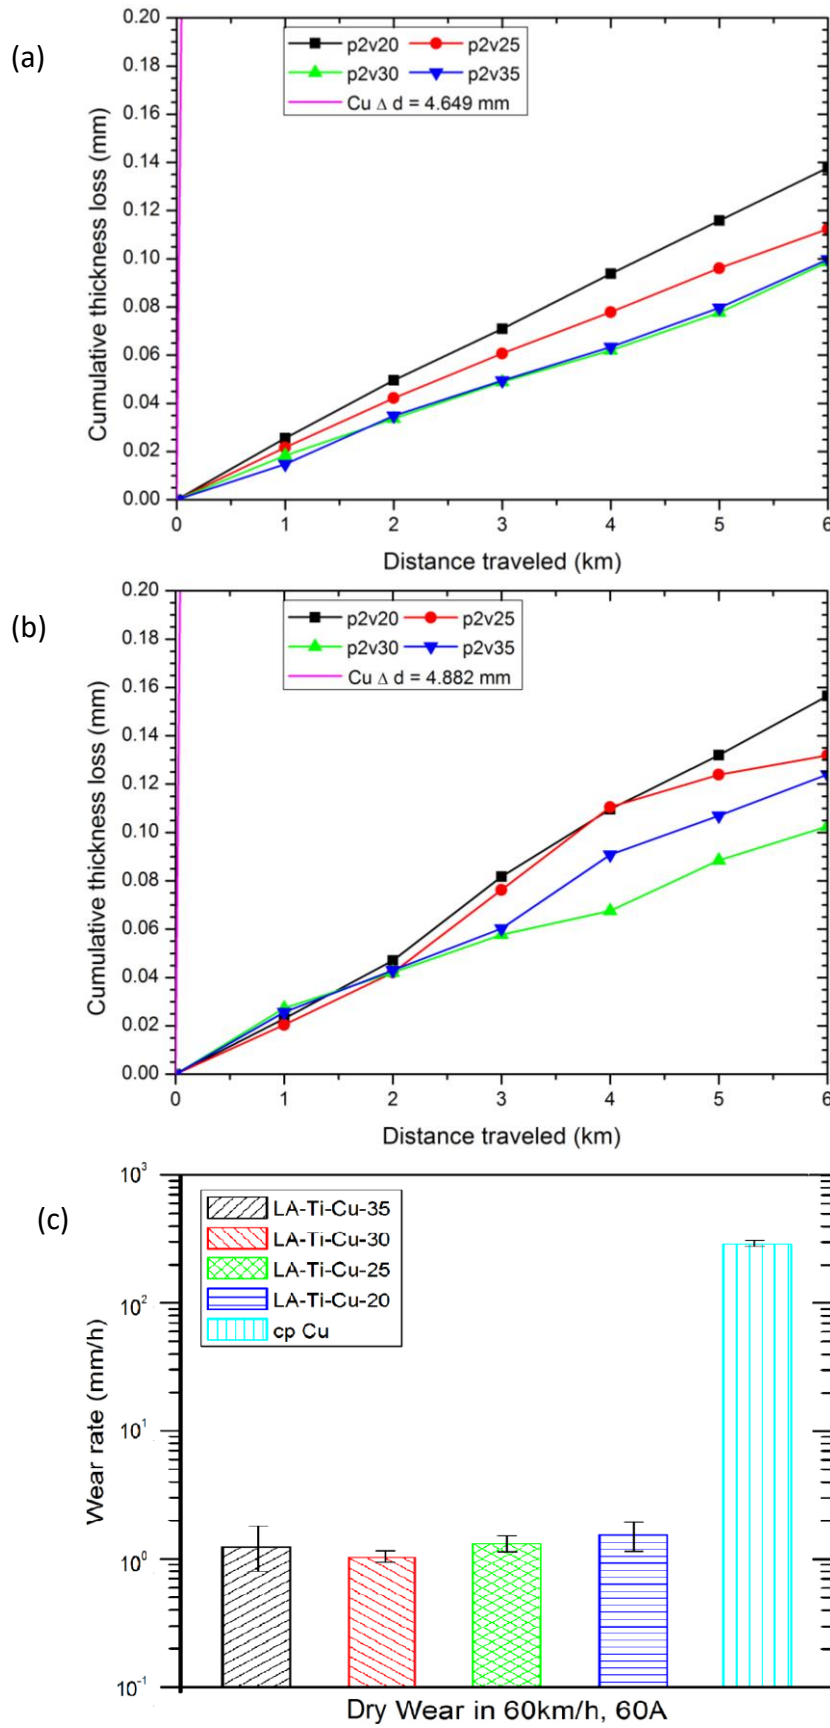 (a)
p2v20 p2v25
p2v30 p2v35
Cu Δ d = 4.649 mm
Cumulative thickness loss (mm)
0.20
0.18
0.16
0.14
0.12
0.10
0.08
0.06
0.04
0.02
0.00
0 1 2 3 4 5 6
Distance traveled (km)
(b)
p2v20 p2v25
p2v30 p2v35
Cu Δ d = 4.882 mm
Cumulative thickness loss (mm)
0.20
0.18
0.16
0.14
0.12
0.10
0.08
0.06
0.04
0.02
0.00
0 1 2 3 4 5 6
Distance traveled (km)
(c)
LA-Ti-Cu-35
LA-Ti-Cu-30
LA-Ti-Cu-25
LA-Ti-Cu-20
cp Cu
Wear rate (mm/h)
10³
10²
10¹
10⁰
10⁻¹
Dry Wear in 60km/h, 60A